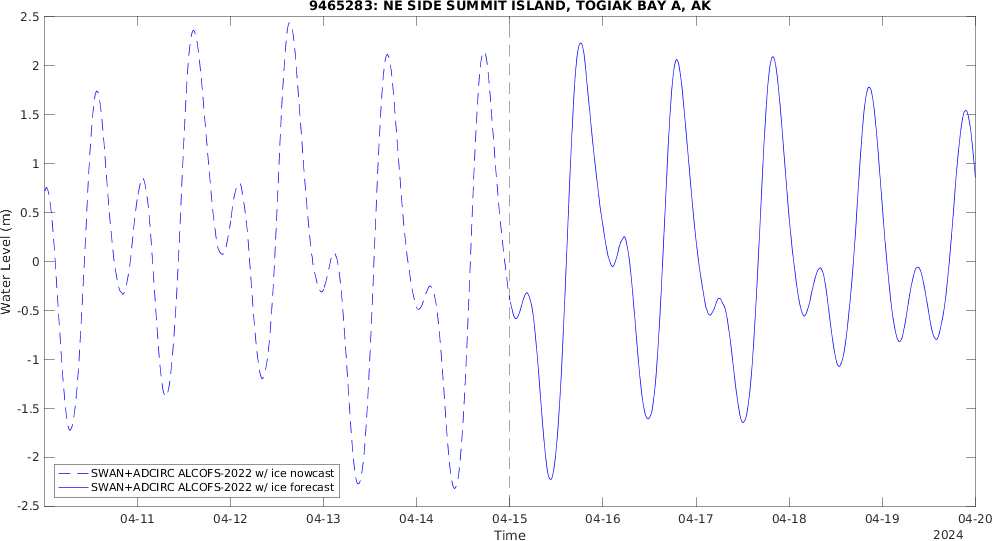 9465283: NE SIDE SUMMIT ISLAND, TOGIAK BAY A, AK
2.5
2
1.5
1
0.5
0
-0.5
-1
-1.5
-2
-2.5
Water Level (m)
SWAN+ADCIRC ALCOFS-2022 w/ ice nowcast
SWAN+ADCIRC ALCOFS-2022 w/ ice forecast
04-11 04-12 04-13 04-14 04-15 04-16 04-17 04-18 04-19 04-20
Time
2024